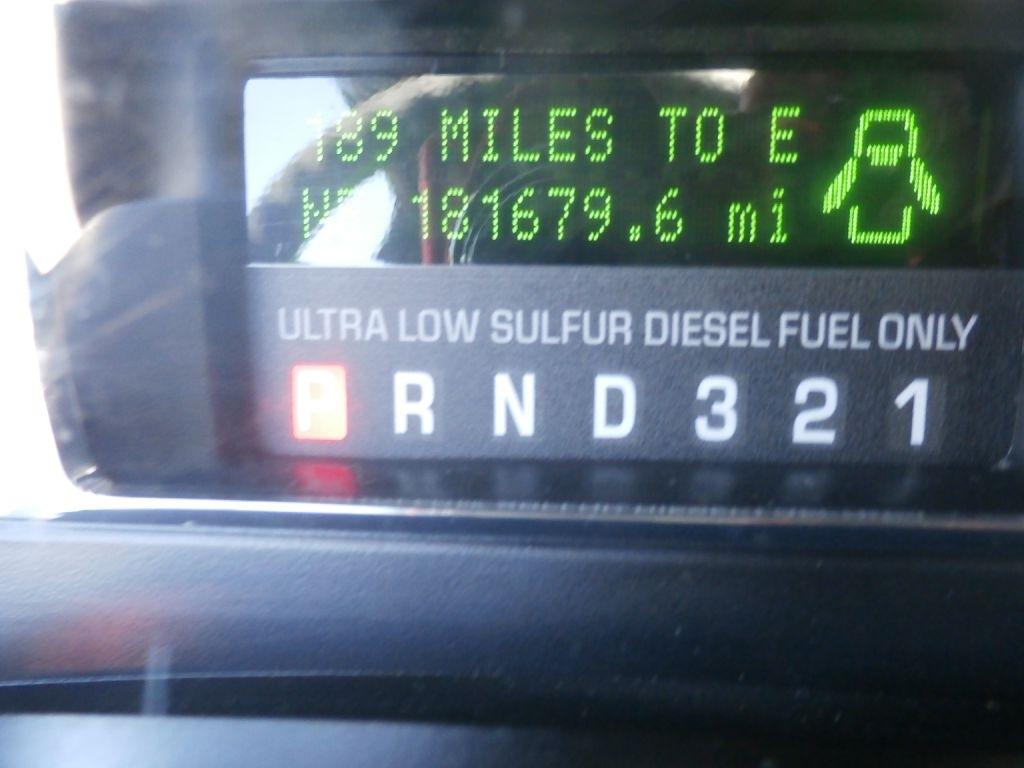 189 MILES TO E
181679.6 mi
ULTRA LOW SULFUR DIESEL FUEL ONLY
P R N D 3 2 1